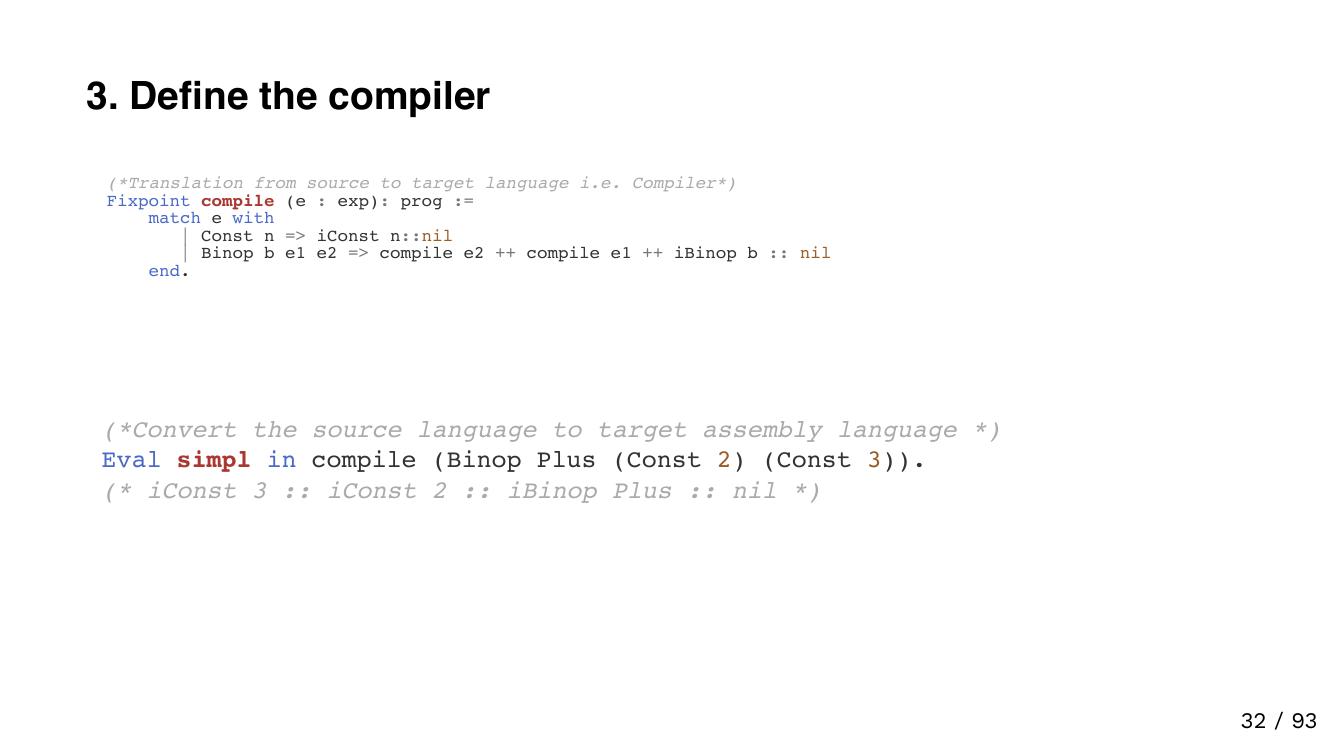 3. Define the compiler
(*Translation from source to target language i.e. Compiler*)
Fixpoint compile (e : exp): prog :=
    match e with
        | Const n => iConst n::nil
        | Binop b e1 e2 => compile e2 ++ compile e1 ++ iBinop b :: nil
    end.
(*Convert the source language to target assembly language *)
Eval simpl in compile (Binop Plus (Const 2) (Const 3)).
(* iConst 3 :: iConst 2 :: iBinop Plus :: nil *)
32 / 93